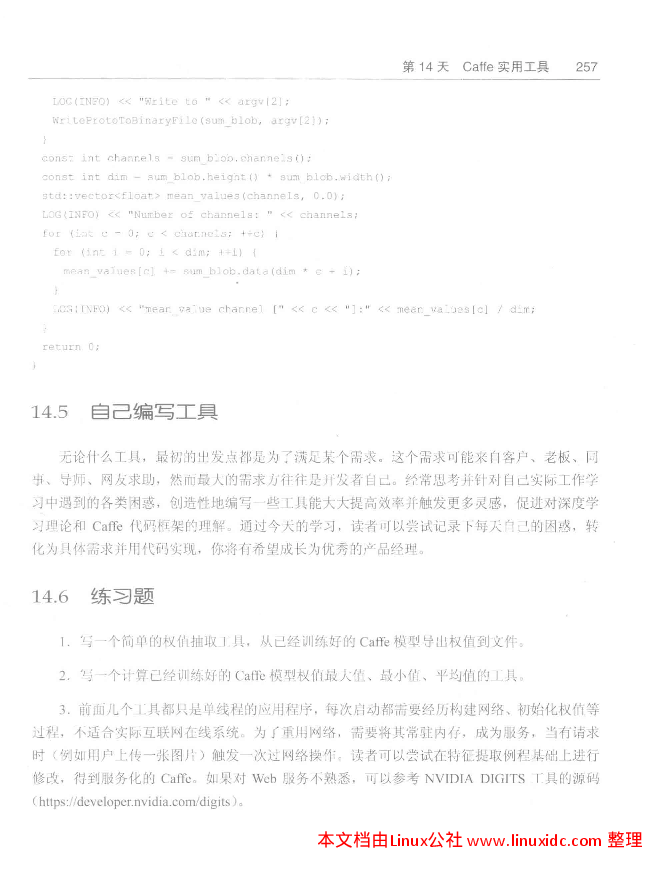 第 14 天 Caffe 实用工具 257
LOG(INFO) << "Write to " << argv[2];
WriteProtoToBinaryFile(sum_blob, argv[2]);
}
const int channels = sum_blob.channels();
const int dim = sum_blob.height() * sum_blob.width();
std::vector<float> mean_values(channels, 0.0);
LOG(INFO) << "Number of channels: " << channels;
for (int c = 0; c < channels; ++c) {
for (int i = 0; i < dim; ++i) {
mean_values[c] += sum_blob.data(dim * c + i);
}
LOG(INFO) << "mean_value channel [" << c << "]:" << mean_values[c] / dim;
}
return 0;
}
14.5 自己编写工具
无论什么工具，最初的出发点都是为了满足某个需求。这个需求可能来自客户、老板、同
事、导师、网友求助，然而最大的需求方往往是开发者自己。经常思考并针对自己实际工作学
习中遇到的各类困惑，创造性地编写一些工具能大大提高效率并触发更多灵感，促进对深度学
习理论和 Caffe 代码框架的理解。通过今天的学习，读者可以尝试记录下每天自己的困惑，转
化为具体需求并用代码实现，你将有希望成长为优秀的产品经理。
14.6 练习题
1．写一个简单的权值抽取工具，从已经训练好的 Caffe 模型导出权值到文件。
2．写一个计算已经训练好的 Caffe 模型权值最大值、最小值、平均值的工具。
3．前面几个工具都只是单线程的应用程序，每次启动都需要经历构建网络、初始化权值等
过程，不适合实际互联网在线系统。为了重用网络，需要将其常驻内存，成为服务，当有请求
时（例如用户上传一张图片）触发一次过网络操作。读者可以尝试在特征提取例程基础上进行
修改，得到服务化的 Caffe。如果对 Web 服务不熟悉，可以参考 NVIDIA DIGITS 工具的源码
（https://developer.nvidia.com/digits）。
本文档由Linux公社 www.linuxidc.com 整理